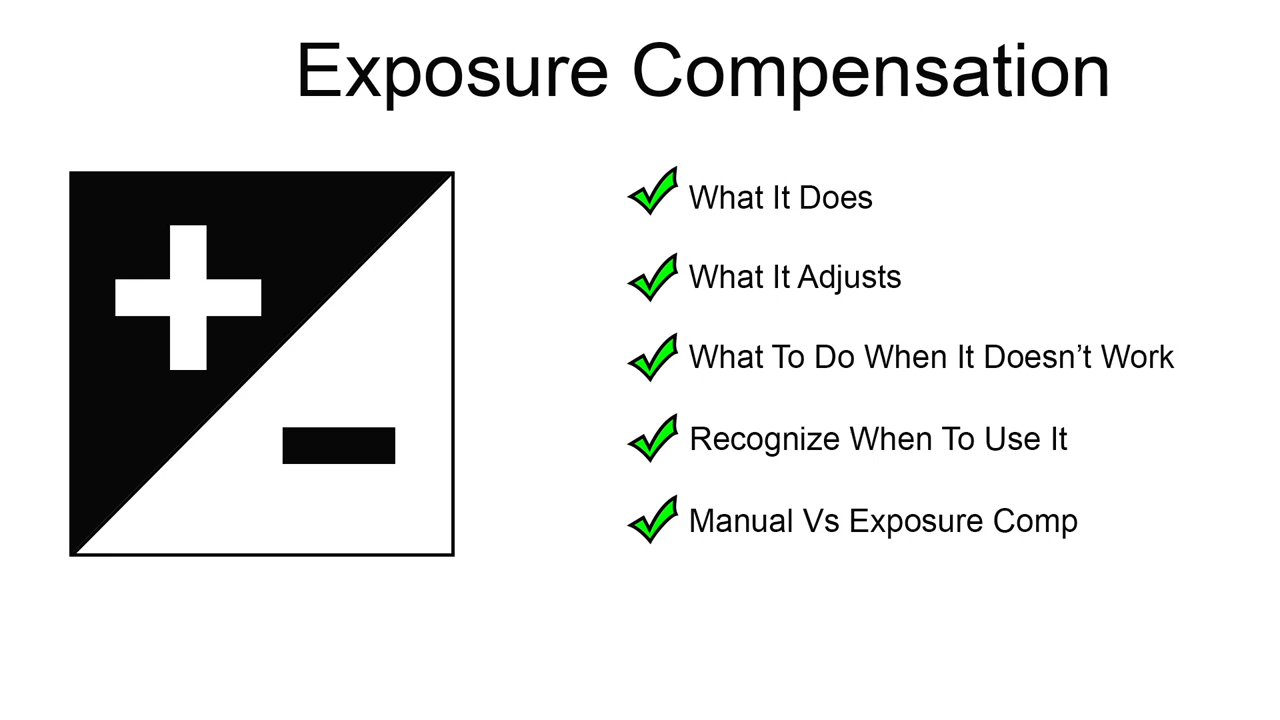 Exposure Compensation
What It Does
What It Adjusts
What To Do When It Doesn’t Work
Recognize When To Use It
Manual Vs Exposure Comp